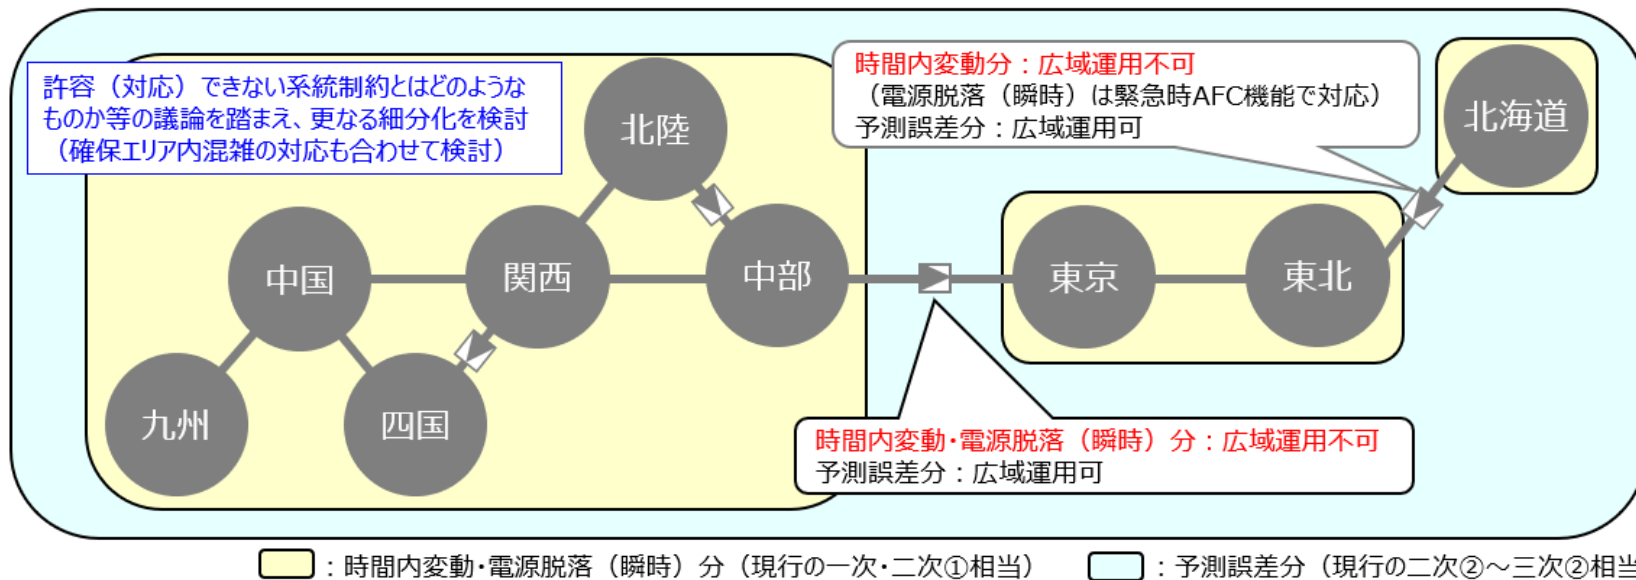 許容（対応）できない系統制約とはどのような
ものか等の議論を踏まえ、更なる細分化を検討
（確保エリア内混雑の対応も合わせて検討）
時間内変動分：広域運用不可
（電源脱落（瞬時）は緊急時AFC機能で対応）
予測誤差分：広域運用可
北海道
北陸
中国
関西
中部
東京
東北
九州
四国
時間内変動・電源脱落（瞬時）分：広域運用不可
予測誤差分：広域運用可
：時間内変動・電源脱落（瞬時）分（現行の一次・二次①相当）
：予測誤差分（現行の二次②～三次②相当